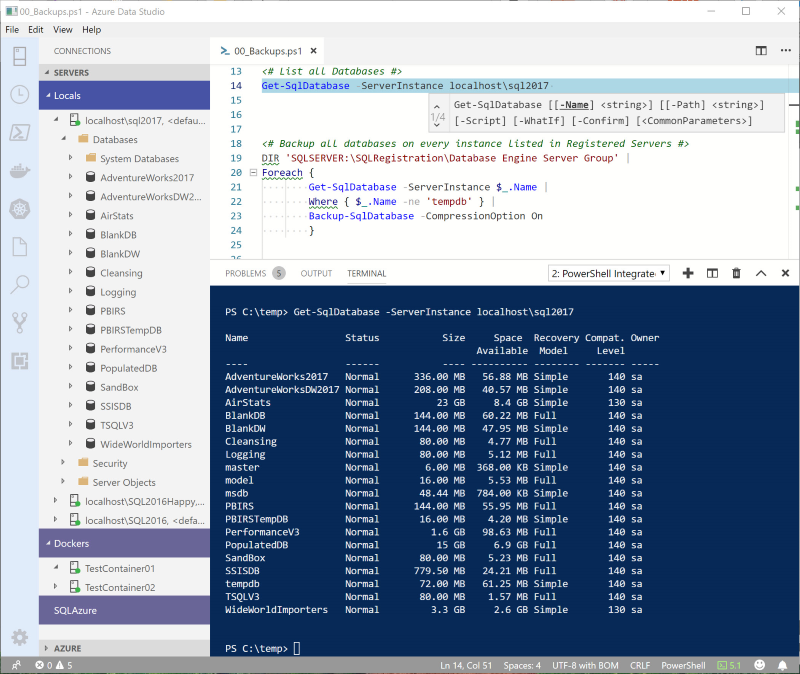 00_Backups.ps1 - Azure Data Studio
File Edit View Help
CONNECTIONS
SERVERS
Locals
localhost\sql2017, <defau...
Databases
System Databases
AdventureWorks2017
AdventureWorksDW2...
AirStats
BlankDB
BlankDW
Cleansing
Logging
PBIRS
PBIRSTempDB
PerformanceV3
PopulatedDB
SandBox
SSISDB
TSQLV3
WideWorldImporters
Security
Server Objects
localhost\SQL2016Happy,...
localhost\SQL2016, <defa...
Dockers
TestContainer01
TestContainer02
SQLAzure
AZURE
00_Backups.ps1
13 <# List all Databases #>
14 Get-SqlDatabase -ServerInstance localhost\sql2017
15
16
17
1/4
Get-SqlDatabase [[-Name] <string>] [[-Path] <string>]
[-Script] [-WhatIf] [-Confirm] [<CommonParameters>]
18 <# Backup all databases on every instance Listed in Registered Servers #>
19 DIR 'SQLSERVER:\SQLRegistration\Database Engine Server Group' |
20 Foreach {
21 Get-SqlDatabase -ServerInstance $_.Name |
22 Where { $_.Name -ne 'tempdb' } |
23 Backup-SqlDatabase -CompressionOption On
24 }
25
PROBLEMS 5 OUTPUT TERMINAL 2: PowerShell Integrate
PS C:\temp> Get-SqlDatabase -ServerInstance localhost\sql2017
Name Status Size Space Recovery Compat. Owner
Available Model Level
---- ------ ---- --------- -------- ------- -----
AdventureWorks2017 Normal 336.00 MB 56.88 MB Simple 140 sa
AdventureWorksDW2017 Normal 208.00 MB 40.57 MB Simple 140 sa
AirStats Normal 23 GB 8.4 GB Simple 130 sa
BlankDB Normal 144.00 MB 60.22 MB Full 140 sa
BlankDW Normal 144.00 MB 47.95 MB Simple 140 sa
Cleansing Normal 80.00 MB 4.77 MB Full 140 sa
Logging Normal 80.00 MB 5.12 MB Full 140 sa
master Normal 6.00 MB 368.00 KB Simple 140 sa
model Normal 16.00 MB 5.53 MB Full 140 sa
msdb Normal 48.44 MB 784.00 KB Simple 140 sa
PBIRS Normal 144.00 MB 55.95 MB Full 140 sa
PBIRSTempDB Normal 16.00 MB 4.20 MB Simple 140 sa
PerformanceV3 Normal 1.6 GB 98.63 MB Full 140 sa
PopulatedDB Normal 15 GB 6.9 GB Full 140 sa
SandBox Normal 80.00 MB 5.23 MB Full 140 sa
SSISDB Normal 779.50 MB 24.21 MB Full 140 sa
tempdb Normal 72.00 MB 61.25 MB Simple 140 sa
TSQLV3 Normal 80.00 MB 1.57 MB Full 140 sa
WideWorldImporters Normal 3.3 GB 2.6 GB Simple 130 sa
PS C:\temp>
0 5 Ln 14, Col 51 Spaces: 4 UTF-8 with BOM CRLF PowerShell 5.1